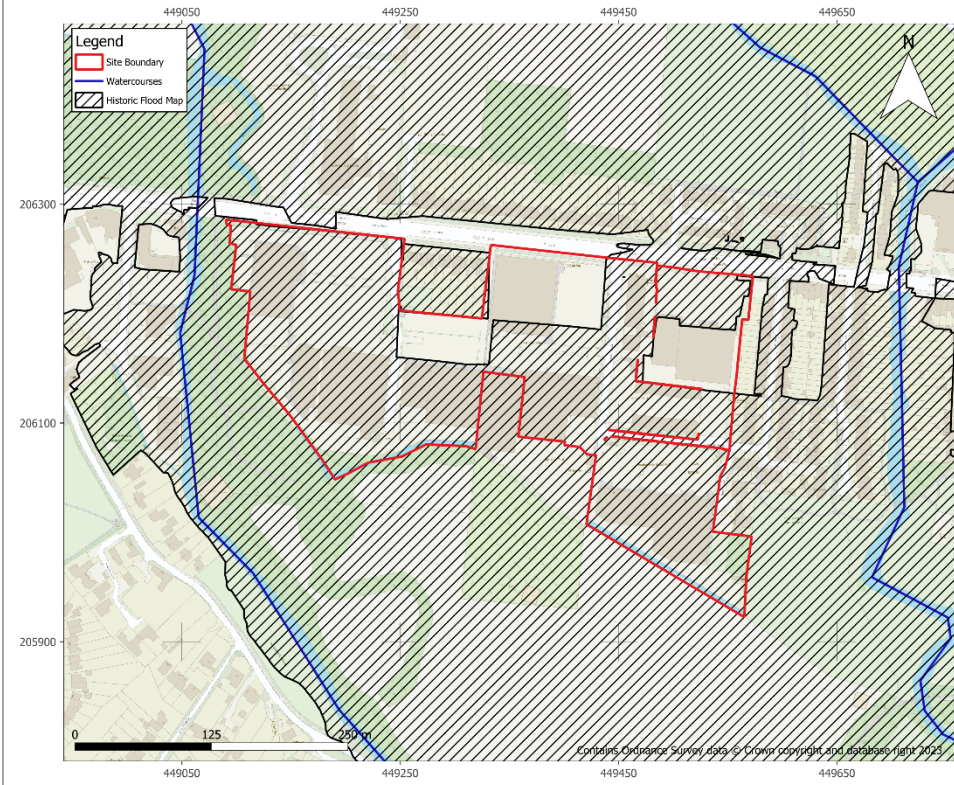 449050 449250 449450 449650
Legend
Site Boundary
Watercourses
Historic Flood Map
N
206300
206100
205900
0 125 250 m
Contains Ordnance Survey data © Crown copyright and database right 2023
449050 449250 449450 449650